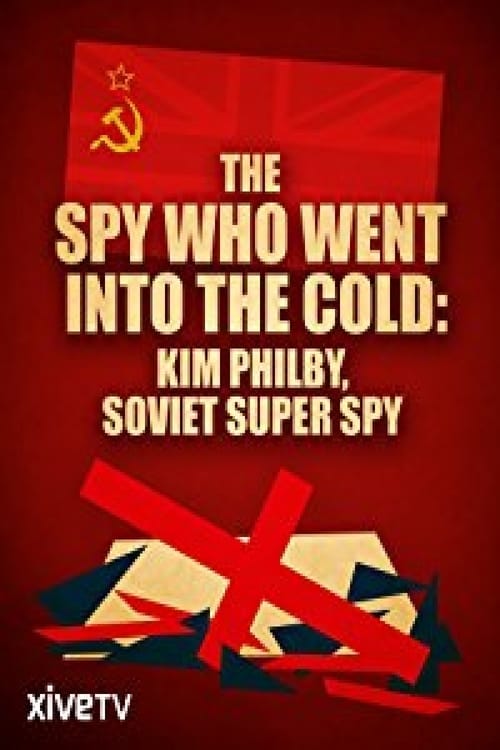 THE
SPY WHO WENT
INTO THE COLD:
KIM PHILBY,
SOVIET SUPER SPY
XiveTV